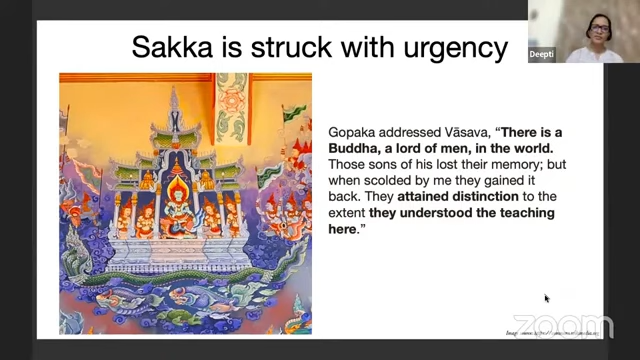 Sakka is struck with urgency
Deepti
Gopaka addressed Vāsava, “There is a
Buddha, a lord of men, in the world.
Those sons of his lost their memory; but
when scolded by me they gained it
back. They attained distinction to the
extent they understood the teaching
here.”
zoom